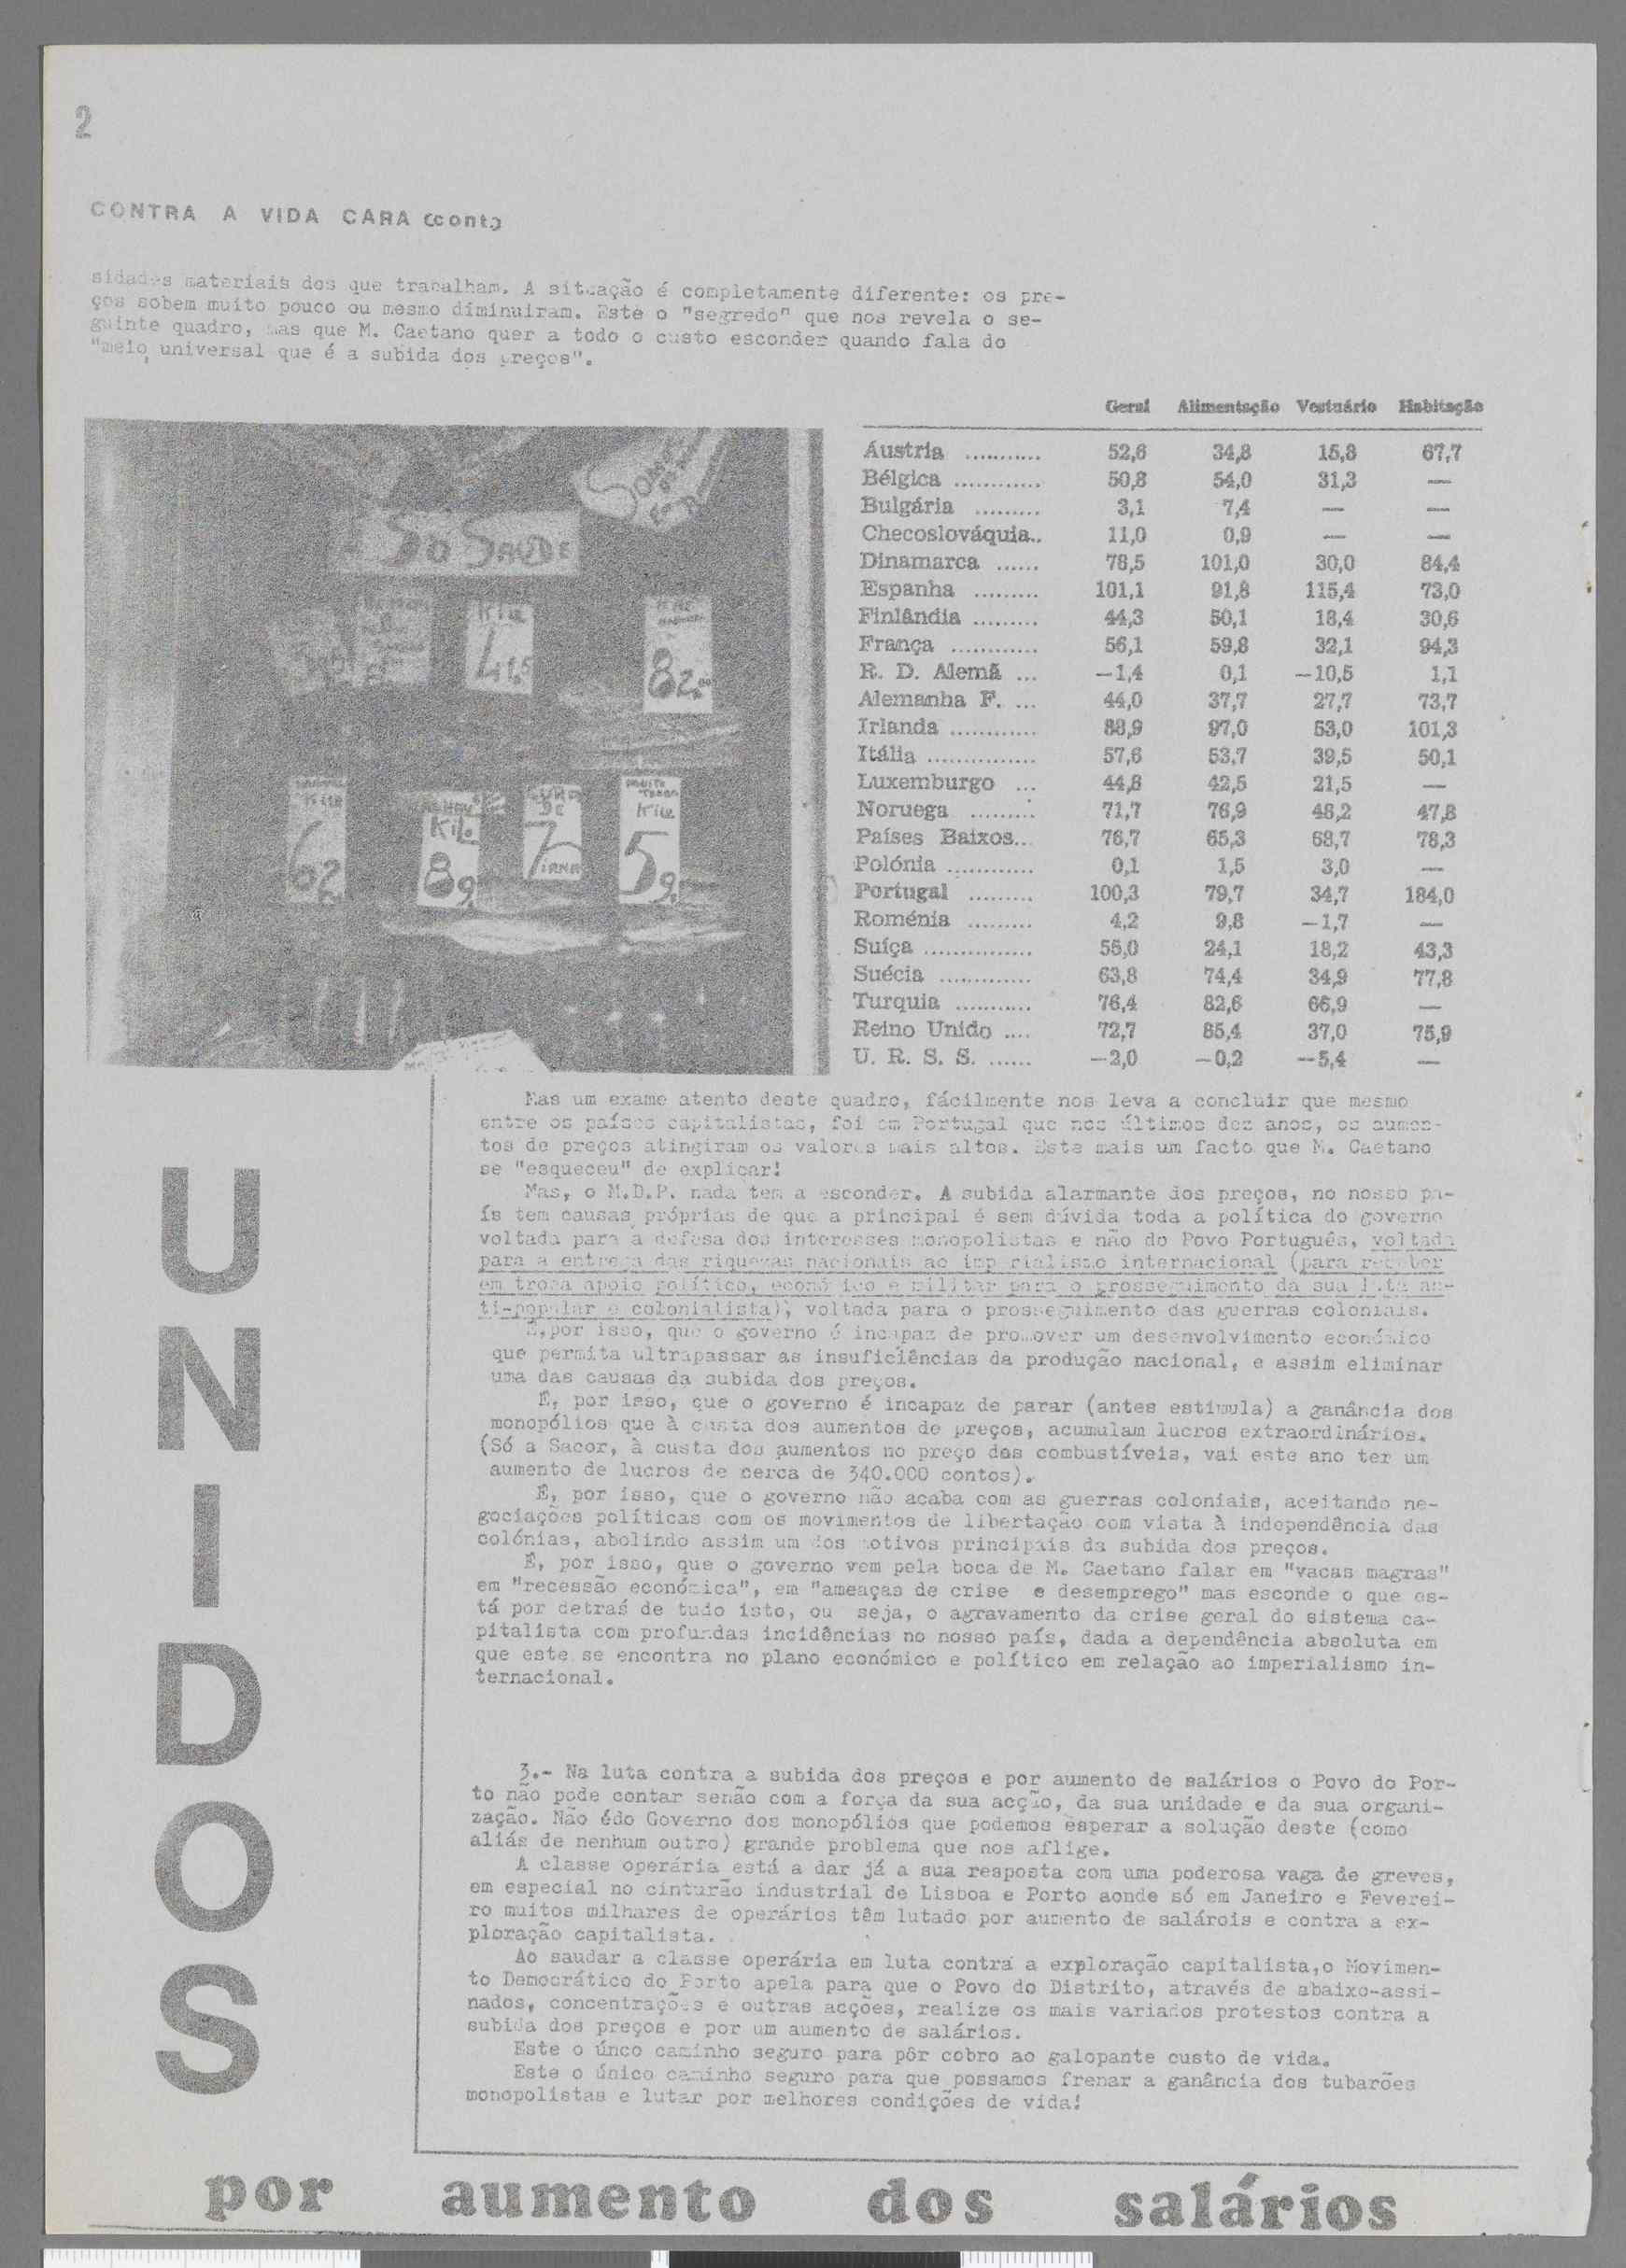 2
CONTRA A VIDA CARA (cont.)
sidades materiais dos que trabalham. A situação é completamente diferente: os pre-
ços sobem muito pouco ou mesmo diminuiram. Este o "segredo" que nos revela o se-
guinte quadro, mas que M. Caetano quer a todo o custo esconder quando fala do
"melo, universal que é a subida dos preços".
Geral Alimentação Vestuário Habitação
Áustria ........... 52,6 34,8 15,8 67,7
Bélgica ............ 50,8 54,0 31,3 —
Bulgária ......... 3,1 7,4 — —
Checoslováquia.. 11,0 0,9 — —
Dinamarca ...... 78,5 101,0 30,0 84,4
Espanha ......... 101,1 91,8 115,4 73,0
Finlândia ......... 44,3 50,1 18,4 30,6
França ............ 56,1 59,8 32,1 94,3
R. D. Alemã ... —1,4 0,1 —10,5 1,1
Alemanha F. ... 44,0 37,7 27,7 73,7
Irlanda ............ 88,9 97,0 53,0 101,3
Itália ............... 57,6 53,7 39,5 50,1
Luxemburgo ... 44,8 42,5 21,5 —
Noruega ......... 71,7 76,9 48,2 47,8
Países Baixos... 76,7 65,3 68,7 78,3
Polónia ............ 0,1 1,5 3,0 —
Portugal ......... 100,3 79,7 34,7 184,0
Roménia ......... 4,2 9,8 —1,7 —
Suíça ............... 55,0 24,1 18,2 43,3
Suécia ............. 63,8 74,4 34,9 77,8
Turquia ........... 76,4 82,6 66,9 —
Reino Unido .... 72,7 85,4 37,0 75,9
U. R. S. S. ...... —2,0 —0,2 —5,4 —
SÓ SAUDE
Kilo
82
Kilo
89
70
Kilo
59
Mas um exame atento deste quadro, fácilmente nos leva a concluir que mesmo
entre os países capitalistas, foi em Portugal que nos últimos dez anos, os aumen-
tos de preços atingiram os valores mais altos. Este mais um facto que M. Caetano
se "esqueceu" de explicar!
Mas, o M.D.P. nada tem a esconder. A subida alarmante dos preços, no nosso pa-
ís tem causas próprias de que a principal é sem dúvida toda a política do governo
voltada para a defesa dos interesses monopolistas e não do Povo Português, voltada
para a entrega das riquezas nacionais ao imperialismo internacional (para receber
em troca apoio político, económico e militar para o prosseguimento da sua luta an-
ti-popular e colonialista), voltada para o prosseguimento das guerras coloniais.
É,por isso, que o governo é incapaz de promover um desenvolvimento económico
que permita ultrapassar as insuficiências da produção nacional, e assim eliminar
uma das causas da subida dos preços.
É, por isso, que o governo é incapaz de parar (antes estimula) a ganância dos
monopólios que à custa dos aumentos de preços, acumulam lucros extraordinários.
(Só a Sacor, à custa dos aumentos no preço dos combustíveis, vai este ano ter um
aumento de lucros de cerca de 340.000 contos).
É, por isso, que o governo não acaba com as guerras coloniais, aceitando ne-
gociações políticas com os movimentos de libertação com vista à independência das
colónias, abolindo assim um dos motivos principais da subida dos preços.
É, por isso, que o governo vem pela boca de M. Caetano falar em "vacas magras"
em "recessão económica", em "ameaças de crise e desemprego" mas esconde o que es-
tá por detraś de tudo isto, ou seja, o agravamento da crise geral do sistema ca-
pitalista com profundas incidências no nosso país, dada a dependência absoluta em
que este se encontra no plano económico e político em relação ao imperialismo in-
ternacional.
3.- Na luta contra a subida dos preços e por aumento de salários o Povo do Por-
to não pode contar senão com a força da sua acção, da sua unidade e da sua organi-
zação. Não édo Governo dos monopólios que podemos esperar a solução deste (como
aliás de nenhum outro) grande problema que nos aflige.
A classe operária está a dar já a sua resposta com uma poderosa vaga de greves,
em especial no cinturão industrial de Lisboa e Porto aonde só em Janeiro e Feverei-
ro muitos milhares de operários têm lutado por aumento de salárois e contra a ex-
ploração capitalista.
Ao saudar a classe operária em luta contra a exploração capitalista,o Movimen-
to Democrático do Porto apela para que o Povo do Distrito, através de abaixo-assi-
nados, concentrações e outras acções, realize os mais variados protestos contra a
subida dos preços e por um aumento de salários.
Este o únco caminho seguro para pôr cobro ao galopante custo de vida.
Este o único caminho seguro para que possamos frenar a ganância dos tubarões
monopolistas e lutar por melhores condições de vida!
UNIDOS
por aumento dos salários